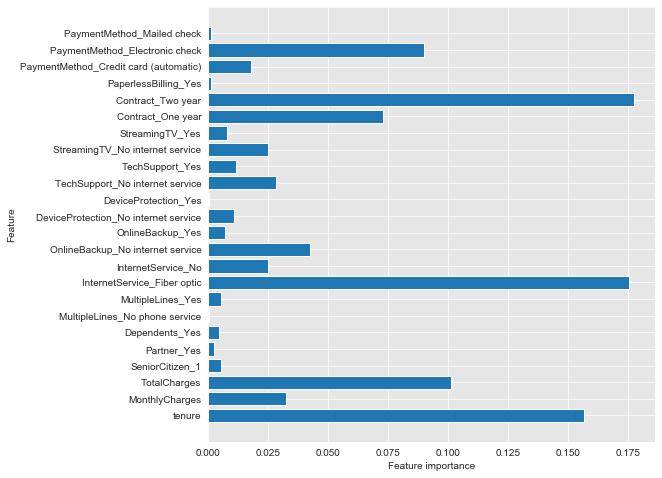 PaymentMethod_Mailed check
PaymentMethod_Electronic check
PaymentMethod_Credit card (automatic)
PaperlessBilling_Yes
Contract_Two year
Contract_One year
StreamingTV_Yes
StreamingTV_No internet service
TechSupport_Yes
TechSupport_No internet service
DeviceProtection_Yes
DeviceProtection_No internet service
OnlineBackup_Yes
OnlineBackup_No internet service
InternetService_No
InternetService_Fiber optic
MultipleLines_Yes
MultipleLines_No phone service
Dependents_Yes
Partner_Yes
SeniorCitizen_1
TotalCharges
MonthlyCharges
tenure
Feature
0.000 0.025 0.050 0.075 0.100 0.125 0.150 0.175
Feature importance